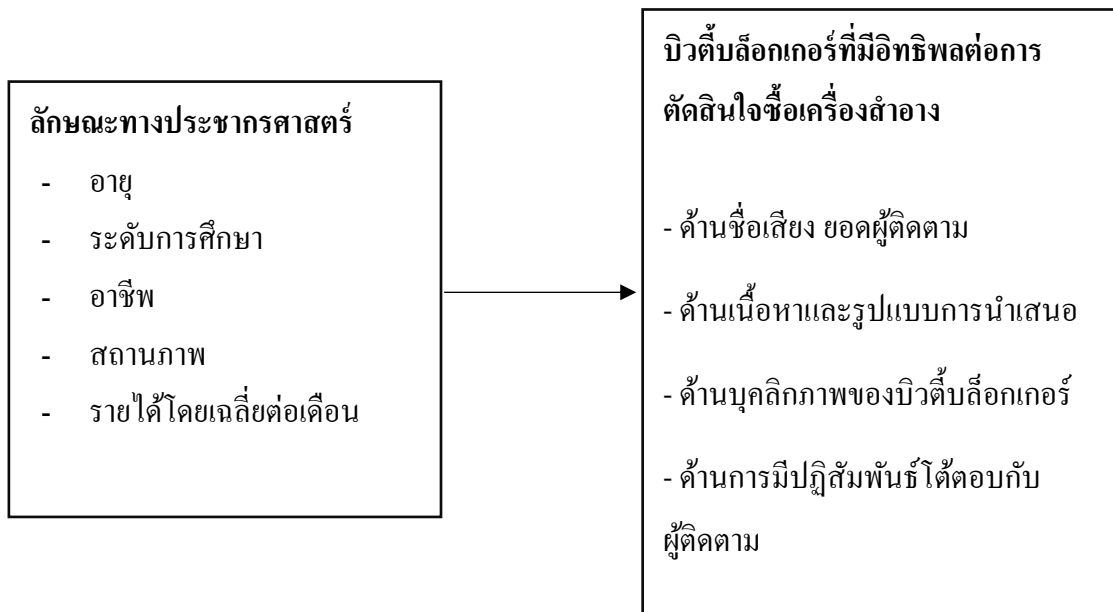 ลักษณะทางประชากรศาสตร์
- อายุ
- ระดับการศึกษา
- อาชีพ
- สถานภาพ
- รายได้โดยเฉลี่ยต่อเดือน
บิวตี้บล็อกเกอร์ที่มีอิทธิพลต่อการ
ตัดสินใจซื้อเครื่องสำอาง
- ด้านชื่อเสียง ยอดผู้ติดตาม
- ด้านเนื้อหาและรูปแบบการนำเสนอ
- ด้านบุคลิกภาพของบิวตี้บล็อกเกอร์
- ด้านการมีปฏิสัมพันธ์โต้ตอบกับ
ผู้ติดตาม